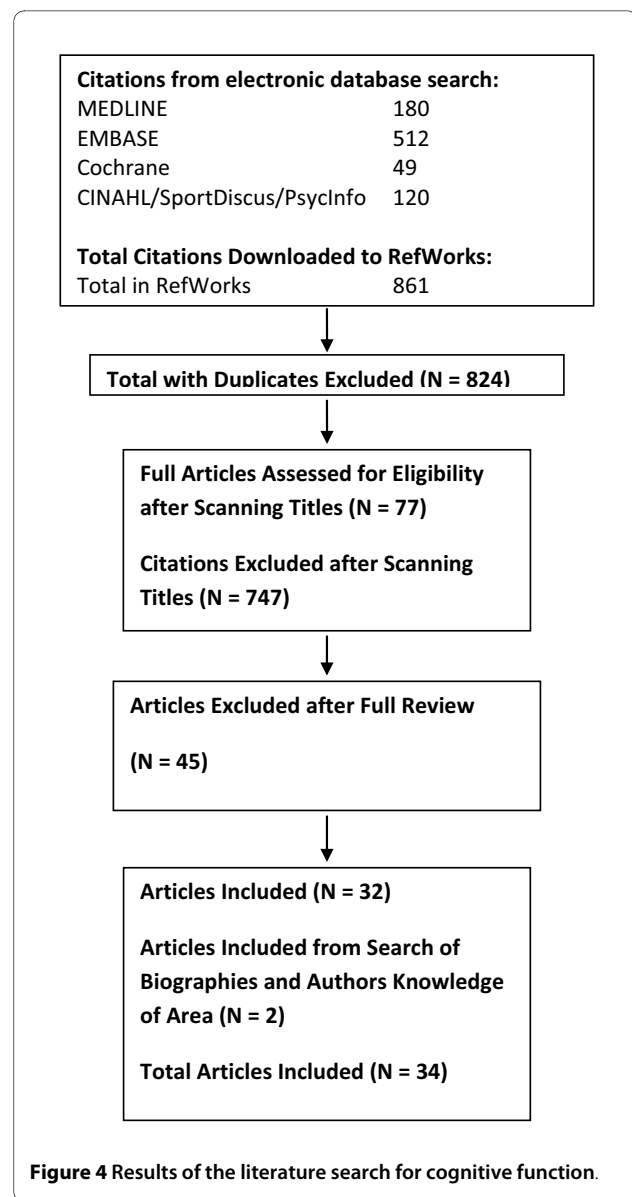 Citations from electronic database search:
MEDLINE 180
EMBASE 512
Cochrane 49
CINAHL/SportDiscus/PsycInfo 120
Total Citations Downloaded to RefWorks:
Total in RefWorks 861
Total with Duplicates Excluded (N = 824)
Full Articles Assessed for Eligibility
after Scanning Titles (N = 77)
Citations Excluded after Scanning
Titles (N = 747)
Articles Excluded after Full Review
(N = 45)
Articles Included (N = 32)
Articles Included from Search of
Biographies and Authors Knowledge
of Area (N = 2)
Total Articles Included (N = 34)
Figure 4 Results of the literature search for cognitive function.